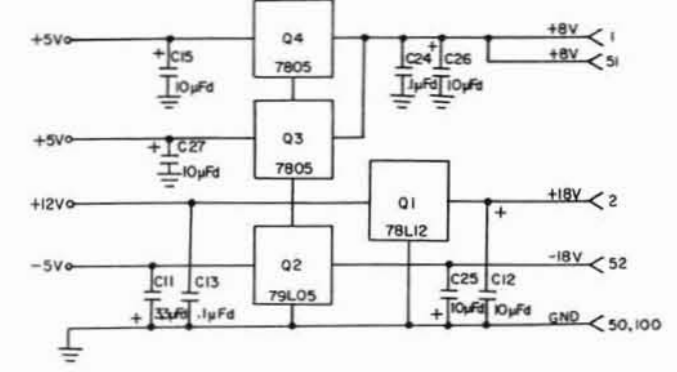 +5V
Q4
7805
+
C15
10µFd
C24
.1µFd
+
C26
10µFd
+8V
1
+8V
51
+5V
Q3
7805
+
C27
10µFd
+12V
Q1
78L12
+18V
2
+
-5V
Q2
79L05
-18V
52
C11
33µFd
+
C13
.1µFd
C25
10µFd
+
C12
10µFd
GND
50,100